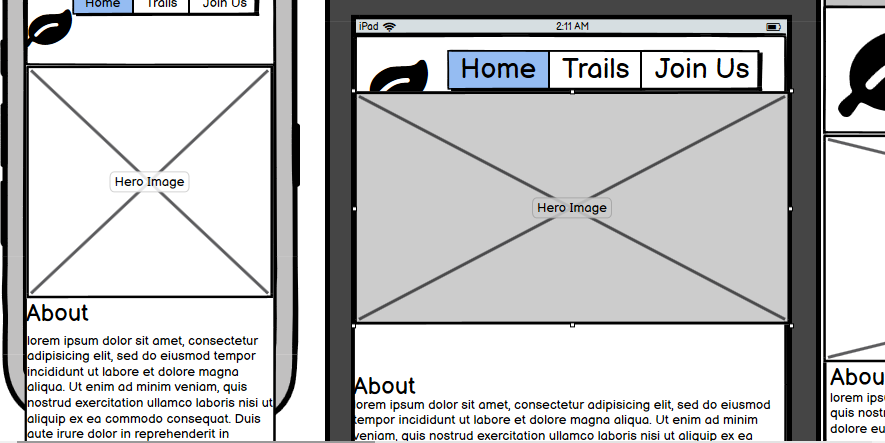 Home Trails Join Us
Hero Image
About
lorem ipsum dolor sit amet, consectetur
adipisicing elit, sed do eiusmod tempor
incididunt ut labore et dolore magna
aliqua. Ut enim ad minim veniam, quis
nostrud exercitation ullamco laboris nisi ut
aliquip ex ea commodo consequat. Duis
aute irure dolor in reprehenderit in
iPad 2:11 AM
Home Trails Join Us
Hero Image
About
lorem ipsum dolor sit amet, consectetur adipisicing elit, sed do eiusmod
tempor incididunt ut labore et dolore magna aliqua. Ut enim ad minim
veniam, quis nostrud exercitation ullamco laboris nisi ut aliquip ex ea
Abou
lorem ips
quis nost
dolore eu